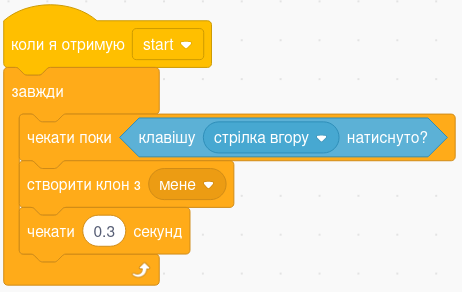 коли я отримую start
завжди
чекати поки клавішу стрілка вгору натиснуто?
створити клон з мене
чекати 0.3 секунд